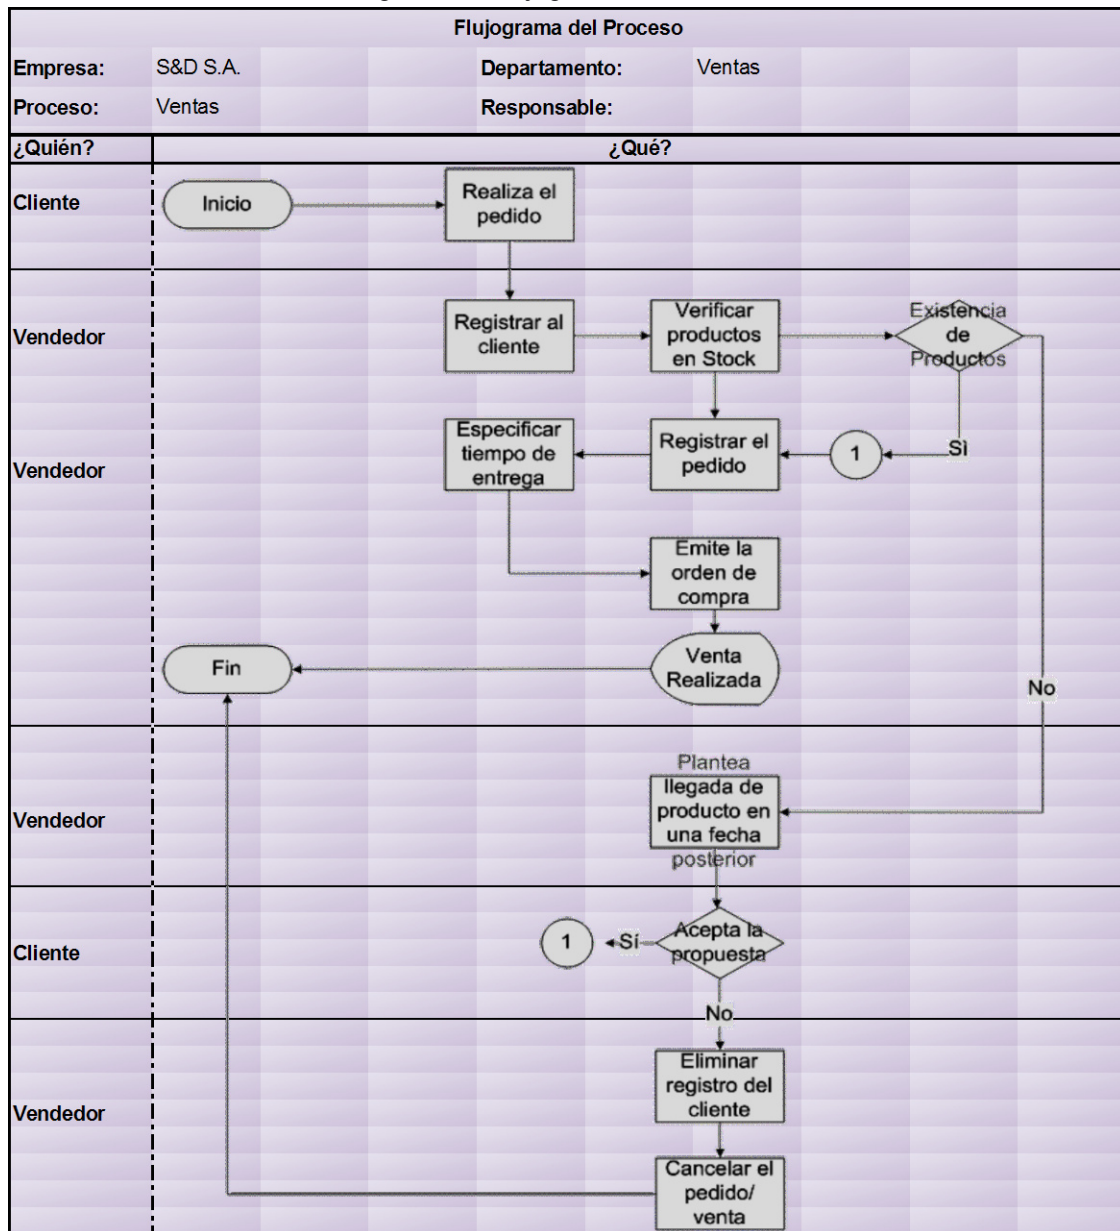 Flujograma del Proceso
Empresa: S&D S.A. Departamento: Ventas
Proceso: Ventas Responsable:
¿Quién? ¿Qué?
Cliente
Inicio
Realiza el
pedido
Vendedor
Registrar al
cliente
Verificar
productos
en Stock
Existencia
de
Productos
Vendedor
Especificar
tiempo de
entrega
Registrar el
pedido
1
Sì
Emite la
orden de
compra
Fin
Venta
Realizada
No
Vendedor
Plantea
llegada de
producto en
una fecha
posterior
Cliente
1
Sí
Acepta la
propuesta
No
Vendedor
Eliminar
registro del
cliente
Cancelar el
pedido/
venta